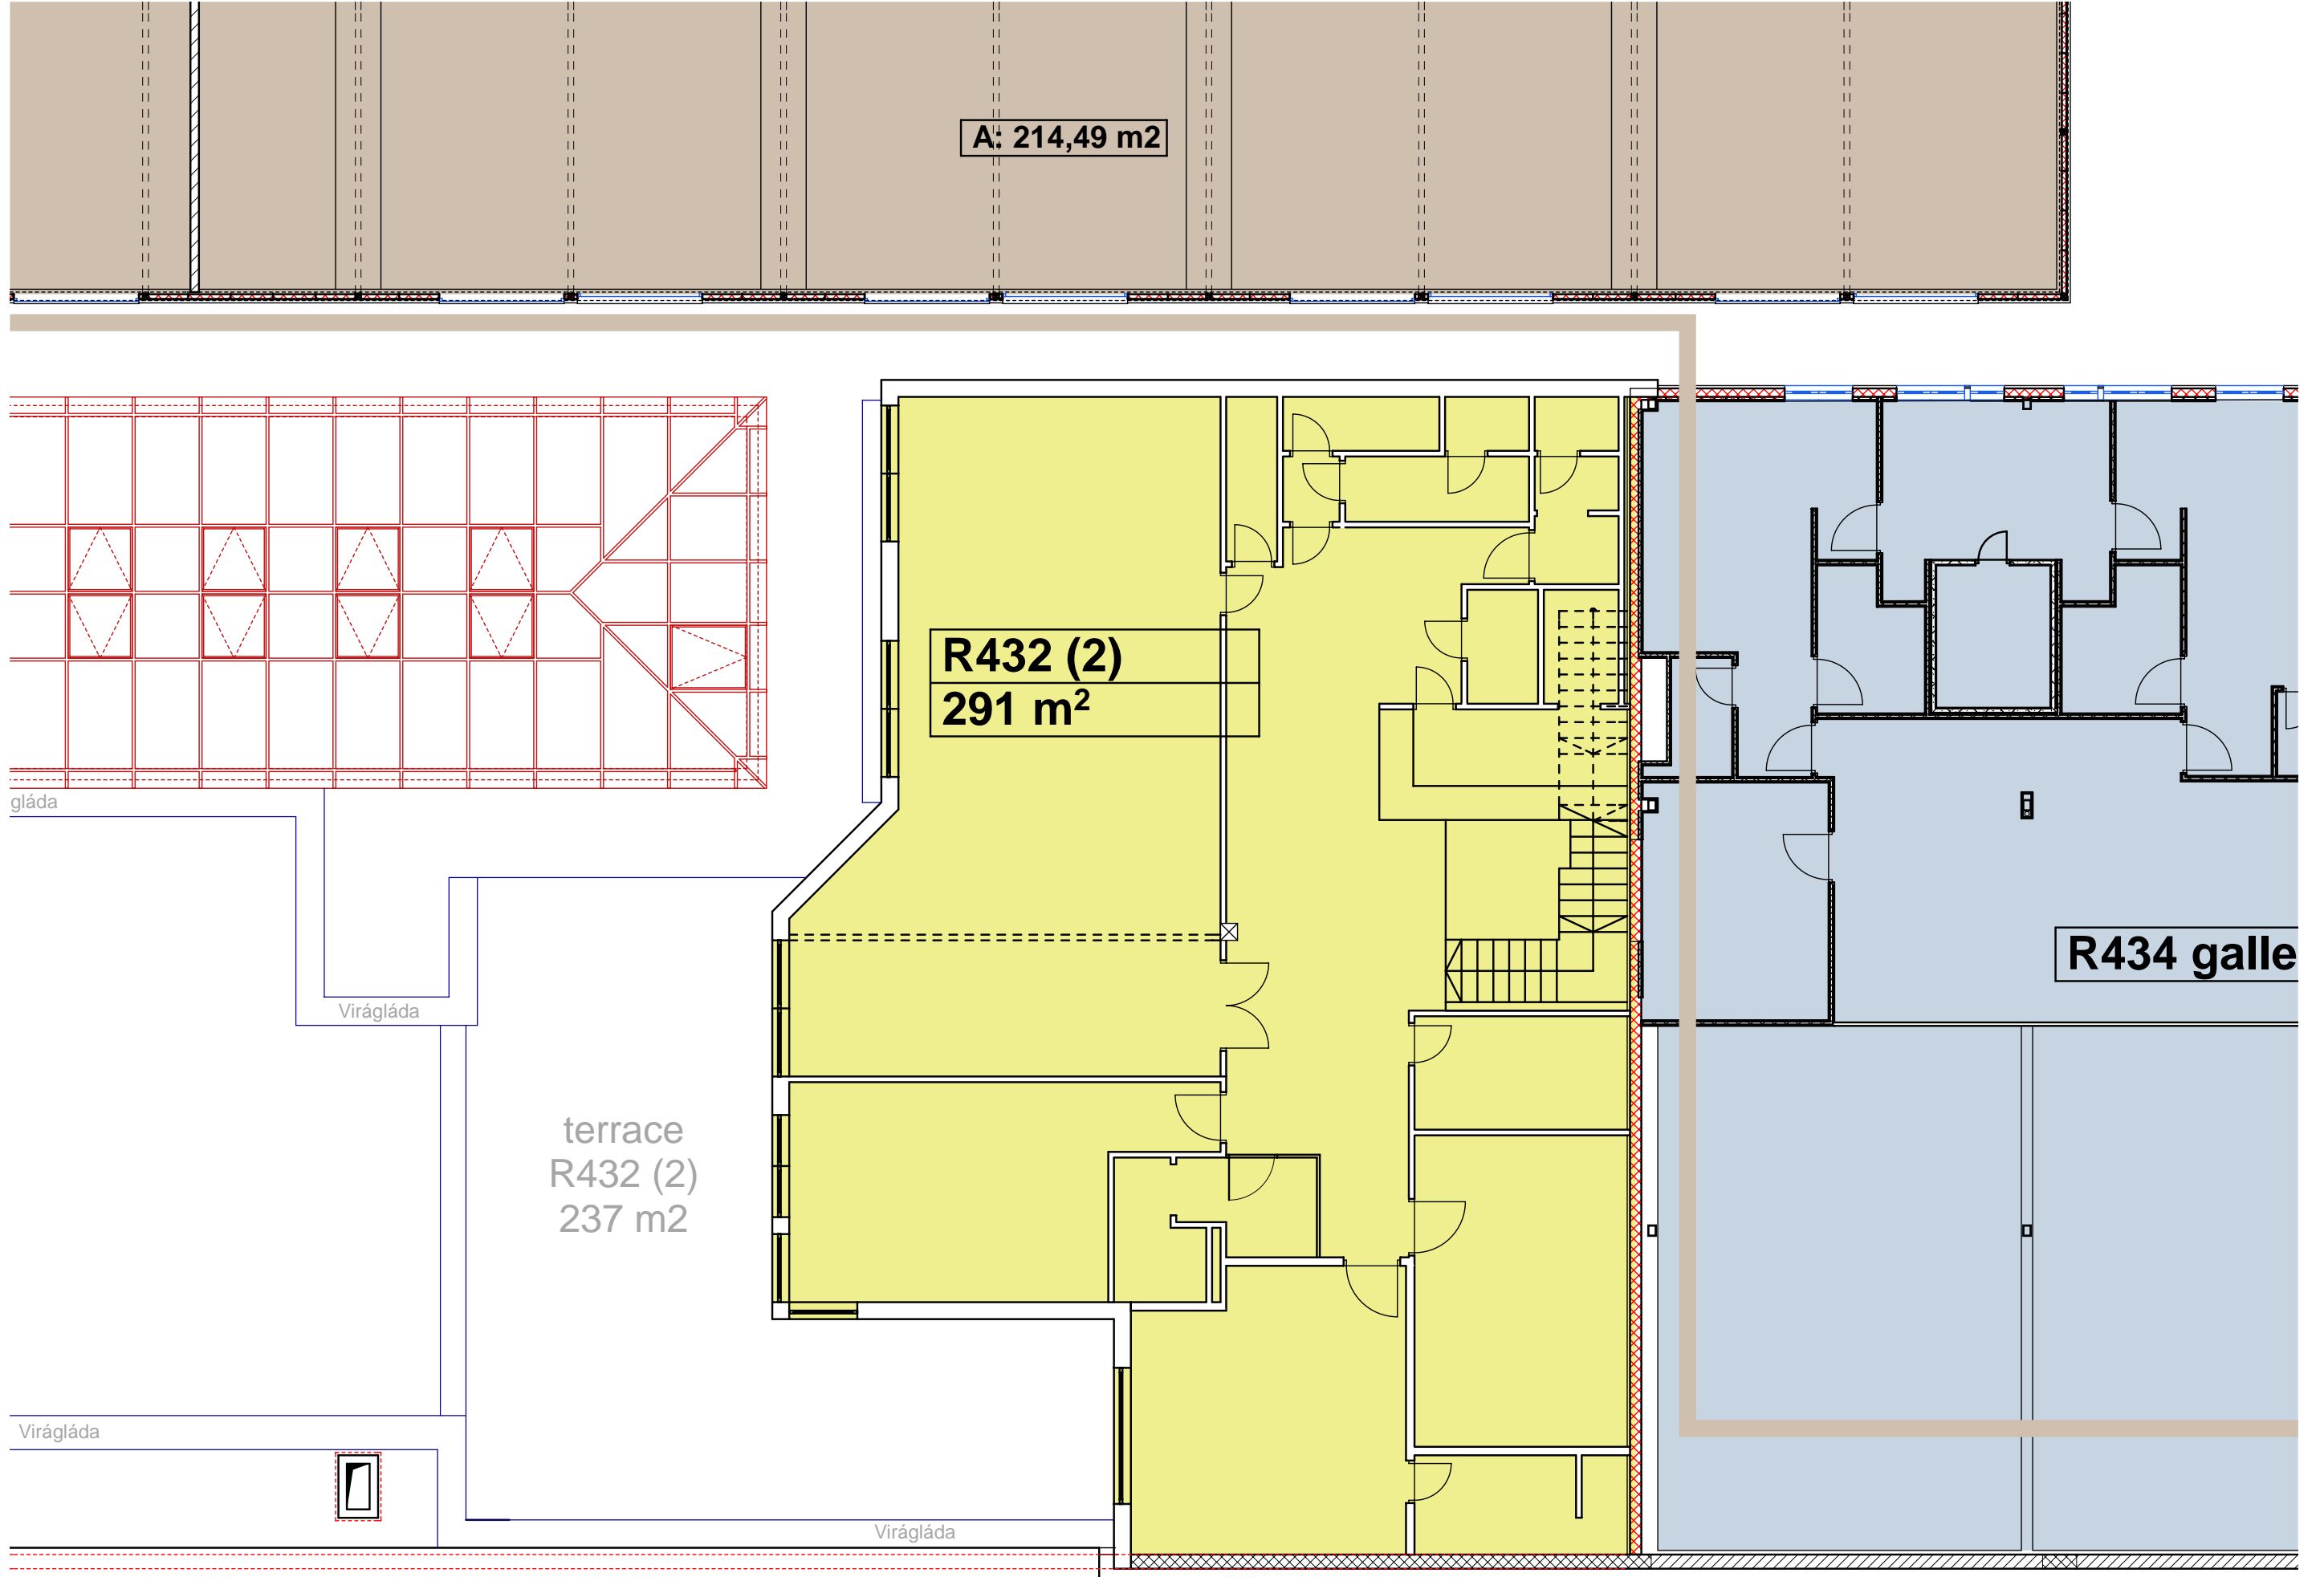 A: 214,49 m2
R432 (2)
291 m²
gláda
R434 galle
Virágláda
terrace
R432 (2)
237 m2
Virágláda
Virágláda